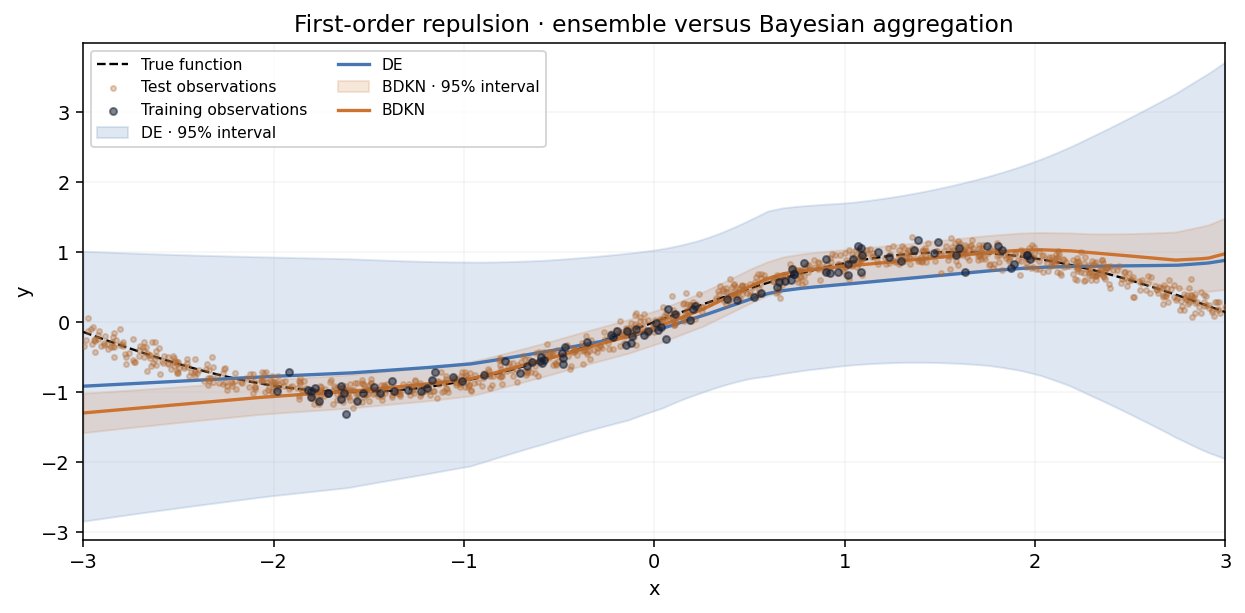 First-order repulsion · ensemble versus Bayesian aggregation
True function
Test observations
Training observations
DE · 95% interval
DE
BDKN · 95% interval
BDKN
y
3
2
1
0
−1
−2
−3
−3 −2 −1 0 1 2 3
x